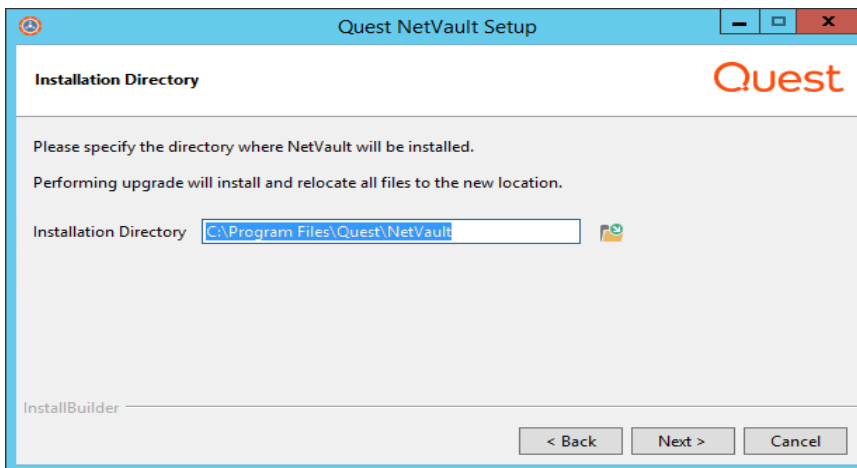 Quest NetVault Setup
Installation Directory
Quest
Please specify the directory where NetVault will be installed.
Performing upgrade will install and relocate all files to the new location.
Installation Directory C:\Program Files\Quest\NetVault
InstallBuilder
< Back Next > Cancel